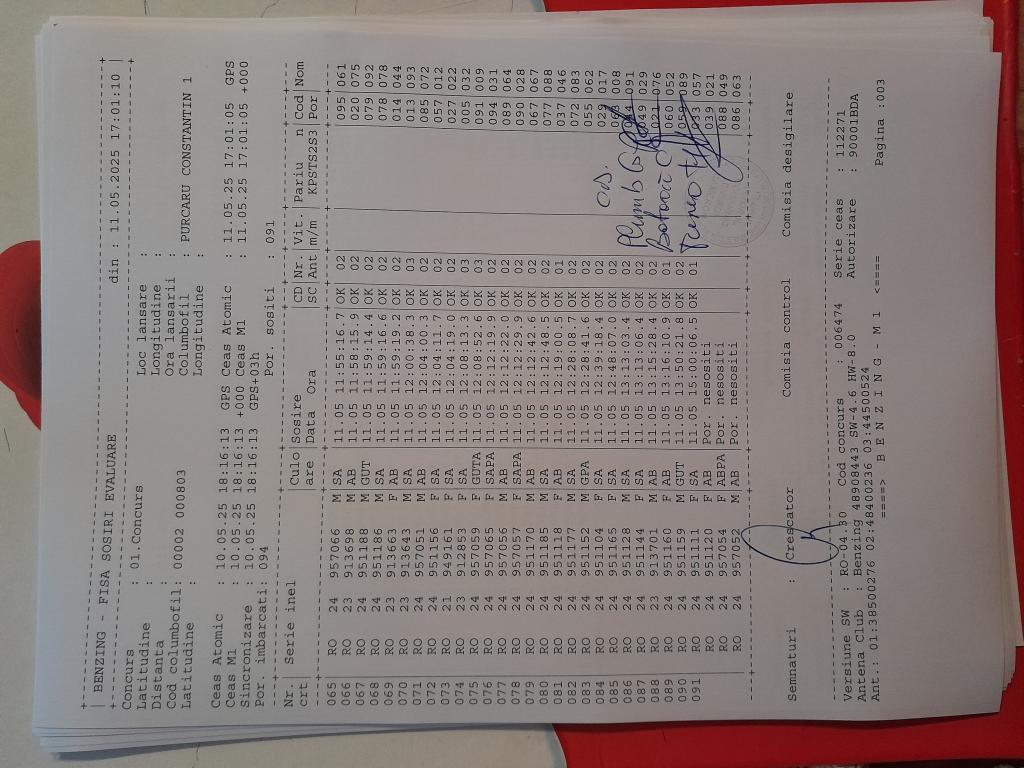 | BENZING - FISA SOSIRI EVALUARE din : 11.05.2025 17:01:10 |
Concurs : 01.Concurs Loc lansare :
Latitudine : Longitudine :
Distanta : Ora lansarii :
Cod columbofil: 00002 000803 Columbofil : PURCARU CONSTANTIN 1
Latitudine : Longitudine :
Ceas Atomic : 10.05.25 18:16:13 GPS Ceas Atomic : 11.05.25 17:01:05 GPS
Ceas M1 : 10.05.25 18:16:13 +000 Ceas M1 : 11.05.25 17:01:05 +000
Sincronizare : 10.05.25 18:16:13 GPS+03h
Por. imbarcati: 094 Por. sositi : 091
Nr| Serie inel |Culo|Sosire |CD|Nr.|Vit.|Pariu n|Cod|Nom
crt| |are |Data Ora |SC|Ant|m/m |KPSTS2S3|Por|
065 RO 24 957066 M SA 11.05 11:55:16.7 OK 02 095 061
066 RO 23 913698 M AB 11.05 11:58:15.9 OK 02 020 075
067 RO 24 951188 M GUT 11.05 11:59:14.4 OK 02 079 092
068 RO 24 951186 M SA 11.05 11:59:16.6 OK 02 078 078
069 RO 23 913663 F AB 11.05 11:59:19.2 OK 02 014 044
070 RO 23 913641 M SA 11.05 12:00:38.3 OK 03 013 093
071 RO 24 957051 M AB 11.05 12:04:00.3 OK 02 085 072
072 RO 24 951156 M SA 11.05 12:04:11.7 OK 02 057 012
073 RO 21 949161 F AB 11.05 12:04:19.0 OK 02 027 022
074 RO 23 912858 F SA 11.05 12:08:13.3 OK 03 005 032
075 RO 24 957059 F GUTA 11.05 12:08:52.6 OK 03 091 009
076 RO 24 957065 F SAPA 11.05 12:12:19.9 OK 02 094 031
077 RO 24 957056 M AB 11.05 12:12:22.0 OK 02 089 064
078 RO 24 957057 F SAPA 11.05 12:12:29.9 OK 02 090 028
079 RO 24 951170 M AB 11.05 12:12:42.6 OK 02 067 067
080 RO 24 951185 M SA 11.05 12:12:48.5 OK 02 077 088
081 RO 24 951118 F AB 11.05 12:19:00.5 OK 01 037 046
082 RO 24 951177 M SA 11.05 12:28:08.7 OK 02 072 083
083 RO 24 951152 M GPA 11.05 12:28:41.6 OK 02 055 062
084 RO 24 951104 F SA 11.05 12:39:18.4 OK 02 029 017
085 RO 24 951165 F SA 11.05 12:48:07.0 OK 02 008
086 RO 24 951128 M SA 11.05 13:13:03.4 OK 02 091
087 RO 24 951144 F SA 11.05 13:13:06.4 OK 02 049 029
088 RO 23 913701 M AB 11.05 13:15:28.4 OK 02 076
089 RO 24 951160 F AB 11.05 13:16:10.9 OK 01 060 052
090 RO 24 951159 M GUT 11.05 13:50:21.8 OK 02 089
091 RO 24 951111 F SA 11.05 15:00:06.5 OK 01 033 057
RO 24 951120 F AB Por. nesositi 039 021
RO 24 957054 F ABPA Por. nesositi 088 049
RO 24 957052 M AB Por. nesositi 086 063
Semnaturi : Crescator Comisia control Comisia desigilare
Versiune SW : RO-04.30 Cod concurs : 006474 Serie ceas : 112271
Antena Club : Benzing 48908443 SW-4.6 HW-8.0 Autorizare : 90001BDA
Ant.: 01:38500276 02:48400236 03:44500524
====> B E N Z I N G - M 1 <==== Pagina :003